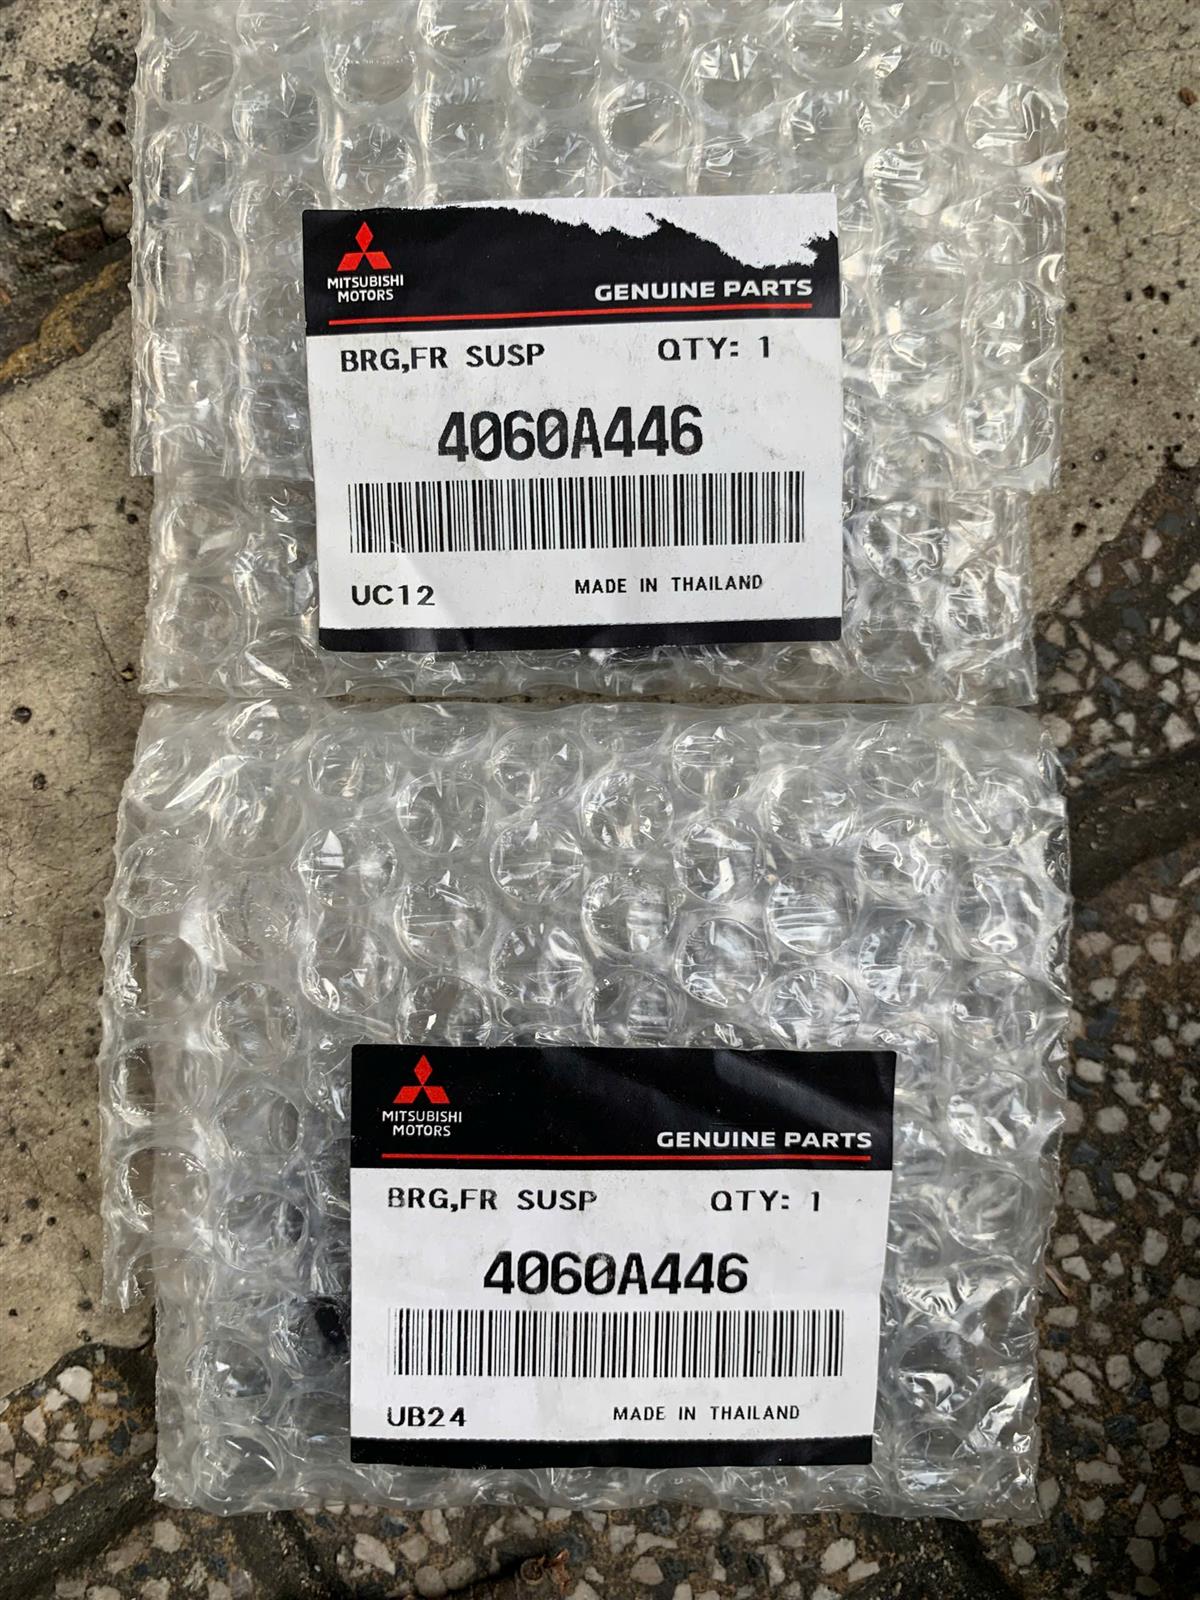 MITSUBISHI
MOTORS
GENUINE PARTS
BRG,FR SUSP QTY: 1
4060A446
UC12 MADE IN THAILAND
MITSUBISHI
MOTORS
GENUINE PARTS
BRG,FR SUSP QTY: 1
4060A446
UB24 MADE IN THAILAND